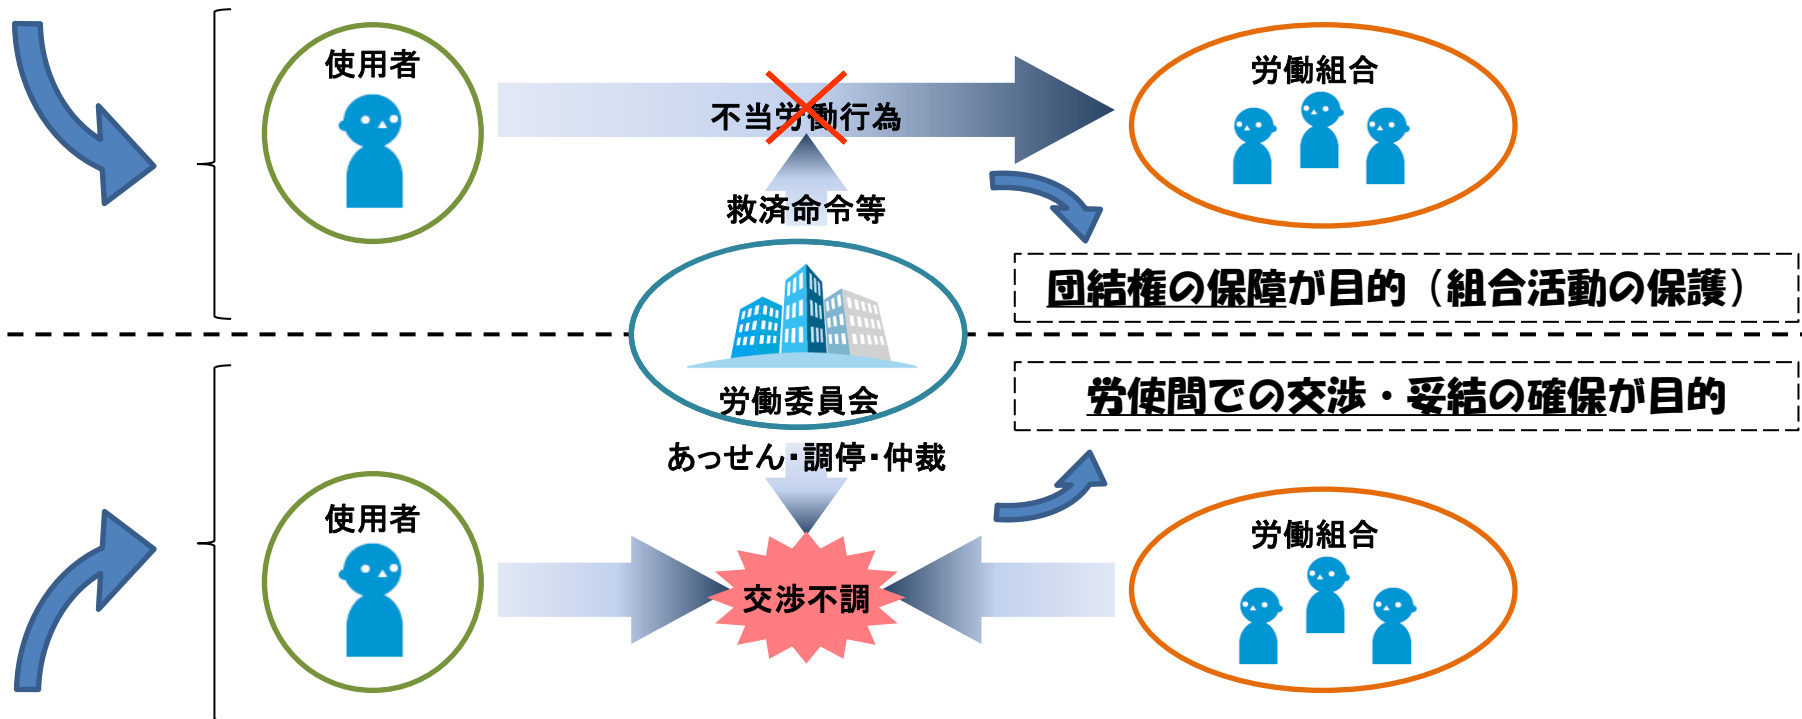 使用者
不当労働行為
労働組合
救済命令等
団結権の保障が目的（組合活動の保護）
労働委員会
労使間での交渉・妥結の確保が目的
あっせん・調停・仲裁
使用者
交渉不調
労働組合